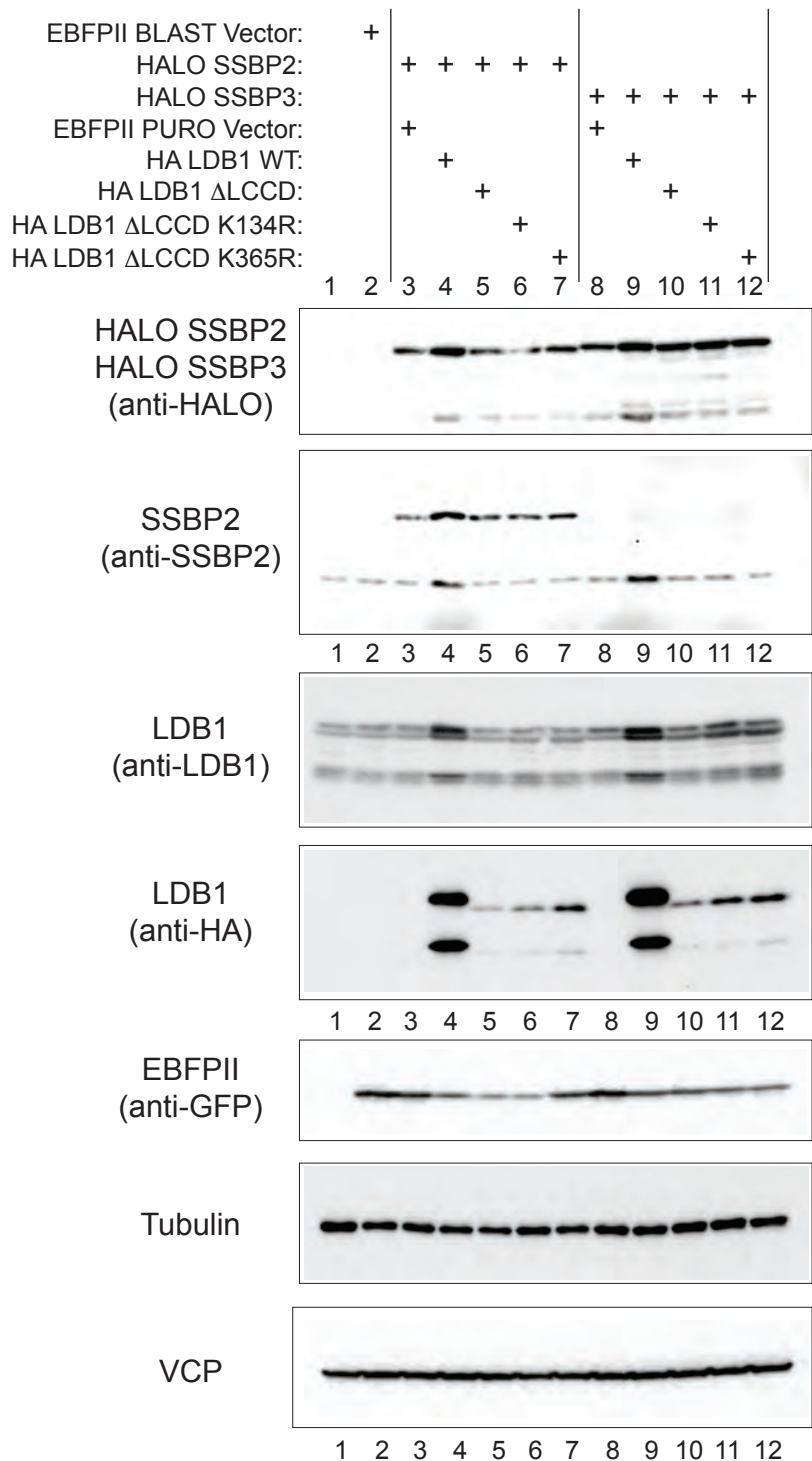 EBFPII BLAST Vector: +
HALO SSBP2: + + + + +
HALO SSBP3: + + + + +
EBFPII PURO Vector: + +
HA LDB1 WT: + +
HA LDB1 ΔLCCD: + +
HA LDB1 ΔLCCD K134R: + +
HA LDB1 ΔLCCD K365R: + +
1 2 3 4 5 6 7 8 9 10 11 12
HALO SSBP2
HALO SSBP3
(anti-HALO)
SSBP2
(anti-SSBP2)
1 2 3 4 5 6 7 8 9 10 11 12
LDB1
(anti-LDB1)
LDB1
(anti-HA)
1 2 3 4 5 6 7 8 9 10 11 12
EBFPII
(anti-GFP)
Tubulin
VCP
1 2 3 4 5 6 7 8 9 10 11 12